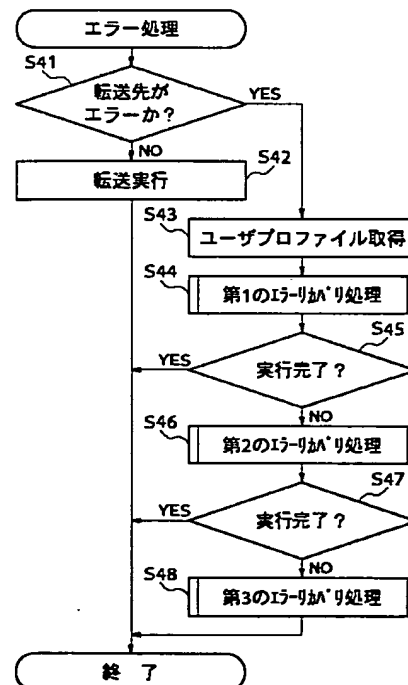 エラー処理
S41
転送先が
エラーか?
YES
NO
S42
転送実行
S43
ユーザプロファイル取得
S44
第1のｴﾗｰﾘｶﾊﾞﾘ処理
S45
YES
実行完了?
NO
S46
第2のｴﾗｰﾘｶﾊﾞﾘ処理
S47
YES
実行完了?
NO
S48
第3のｴﾗｰﾘｶﾊﾞﾘ処理
終 了